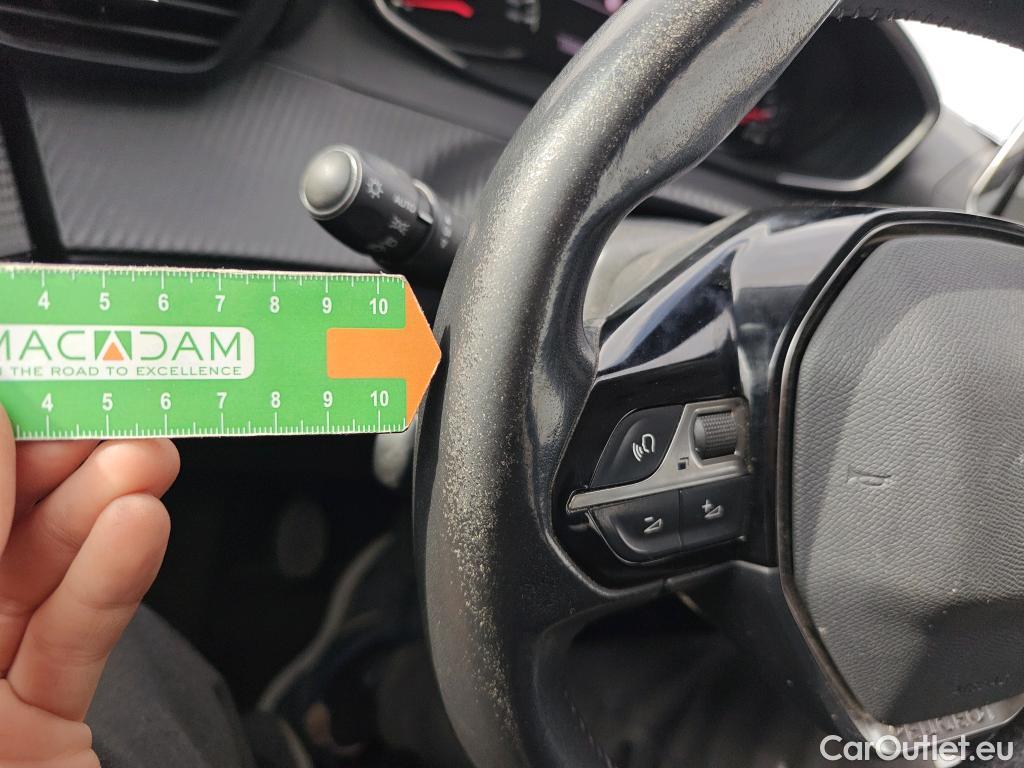 4 5 6 7 8 9 10
MACADAM
THE ROAD TO EXCELLENCE
4 5 6 7 8 9 10
AUTO
CarOutlet.eu